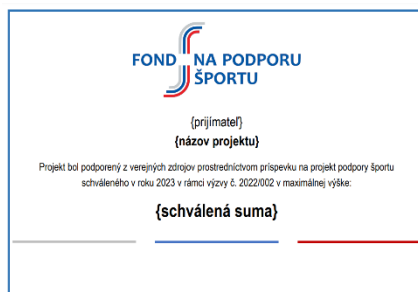 FOND NA PODPORU
ŠPORTU
{prijímateľ}
{názov projektu}
Projekt bol podporený z verejných zdrojov prostredníctvom príspevku na projekt podpory športu
schváleného v roku 2023 v rámci výzvy č. 2022/002 v maximálnej výške:
{schválená suma}